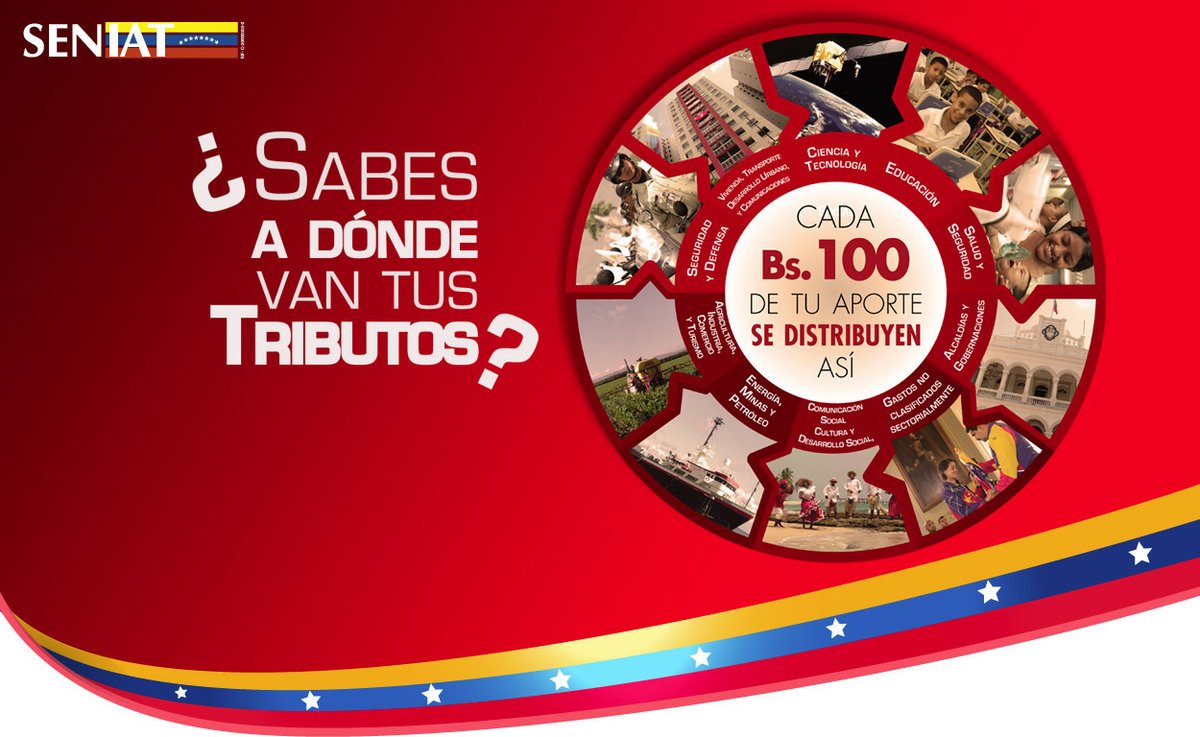 SENIAT
¿SABES
A DÓNDE
VAN TUS
TRIBUTOS?
CADA
Bs. 100
DE TU APORTE
SE DISTRIBUYEN
ASÍ
CIENCIA Y
TECNOLOGÍA
EDUCACIÓN
SALUD Y
SEGURIDAD
ALCALDÍAS Y
GOBERNACIONES
GASTOS NO
CLASIFICADOS
SECTORIALMENTE
COMUNICACIÓN
SOCIAL
CULTURA Y
DESARROLLO SOCIAL,
ENERGÍA,
MINAS Y
PETRÓLEO
AGRICULTURA,
INDUSTRIA,
COMERCIO
Y TURISMO
SEGURIDAD
Y DEFENSA
VIVIENDA, TRANSPORTE
DESARROLLO URBANO,
Y COMUNICACIONES